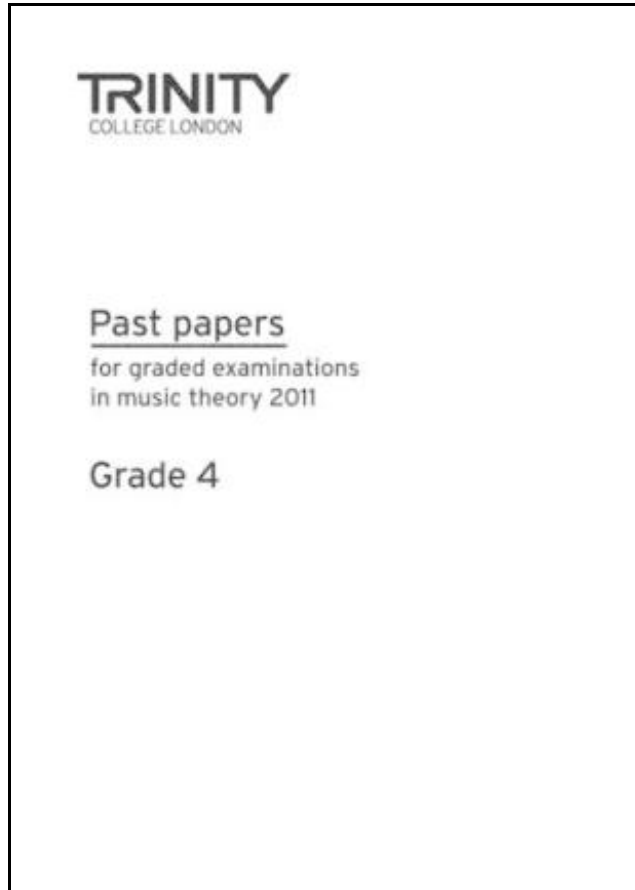 TRINITY
COLLEGE LONDON
Past papers
for graded examinations
in music theory 2011
Grade 4